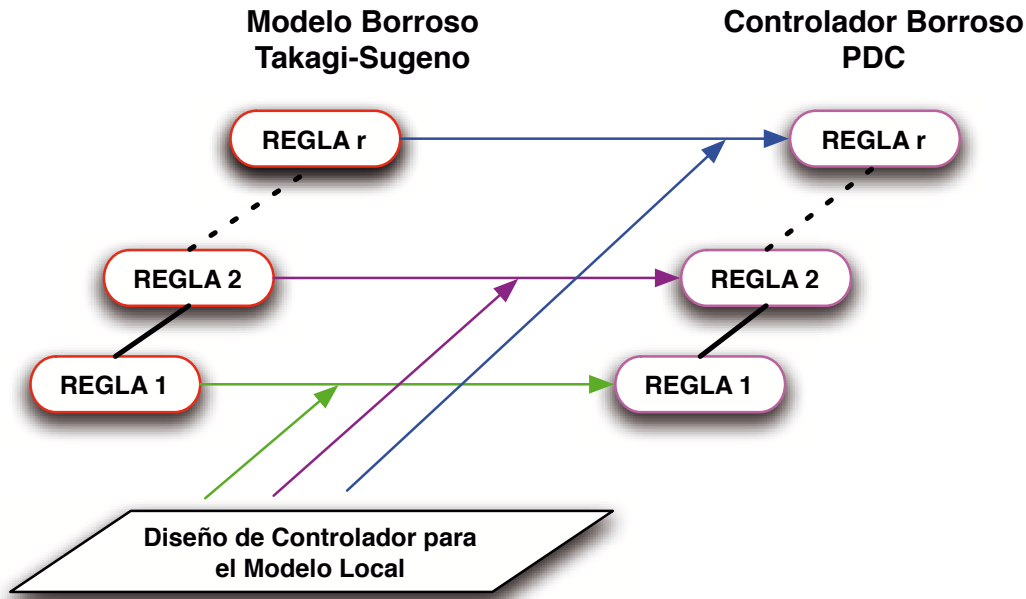 Modelo Borroso
Takagi-Sugeno
Controlador Borroso
PDC
REGLA r
REGLA r
REGLA 2
REGLA 2
REGLA 1
REGLA 1
Diseño de Controlador para
el Modelo Local